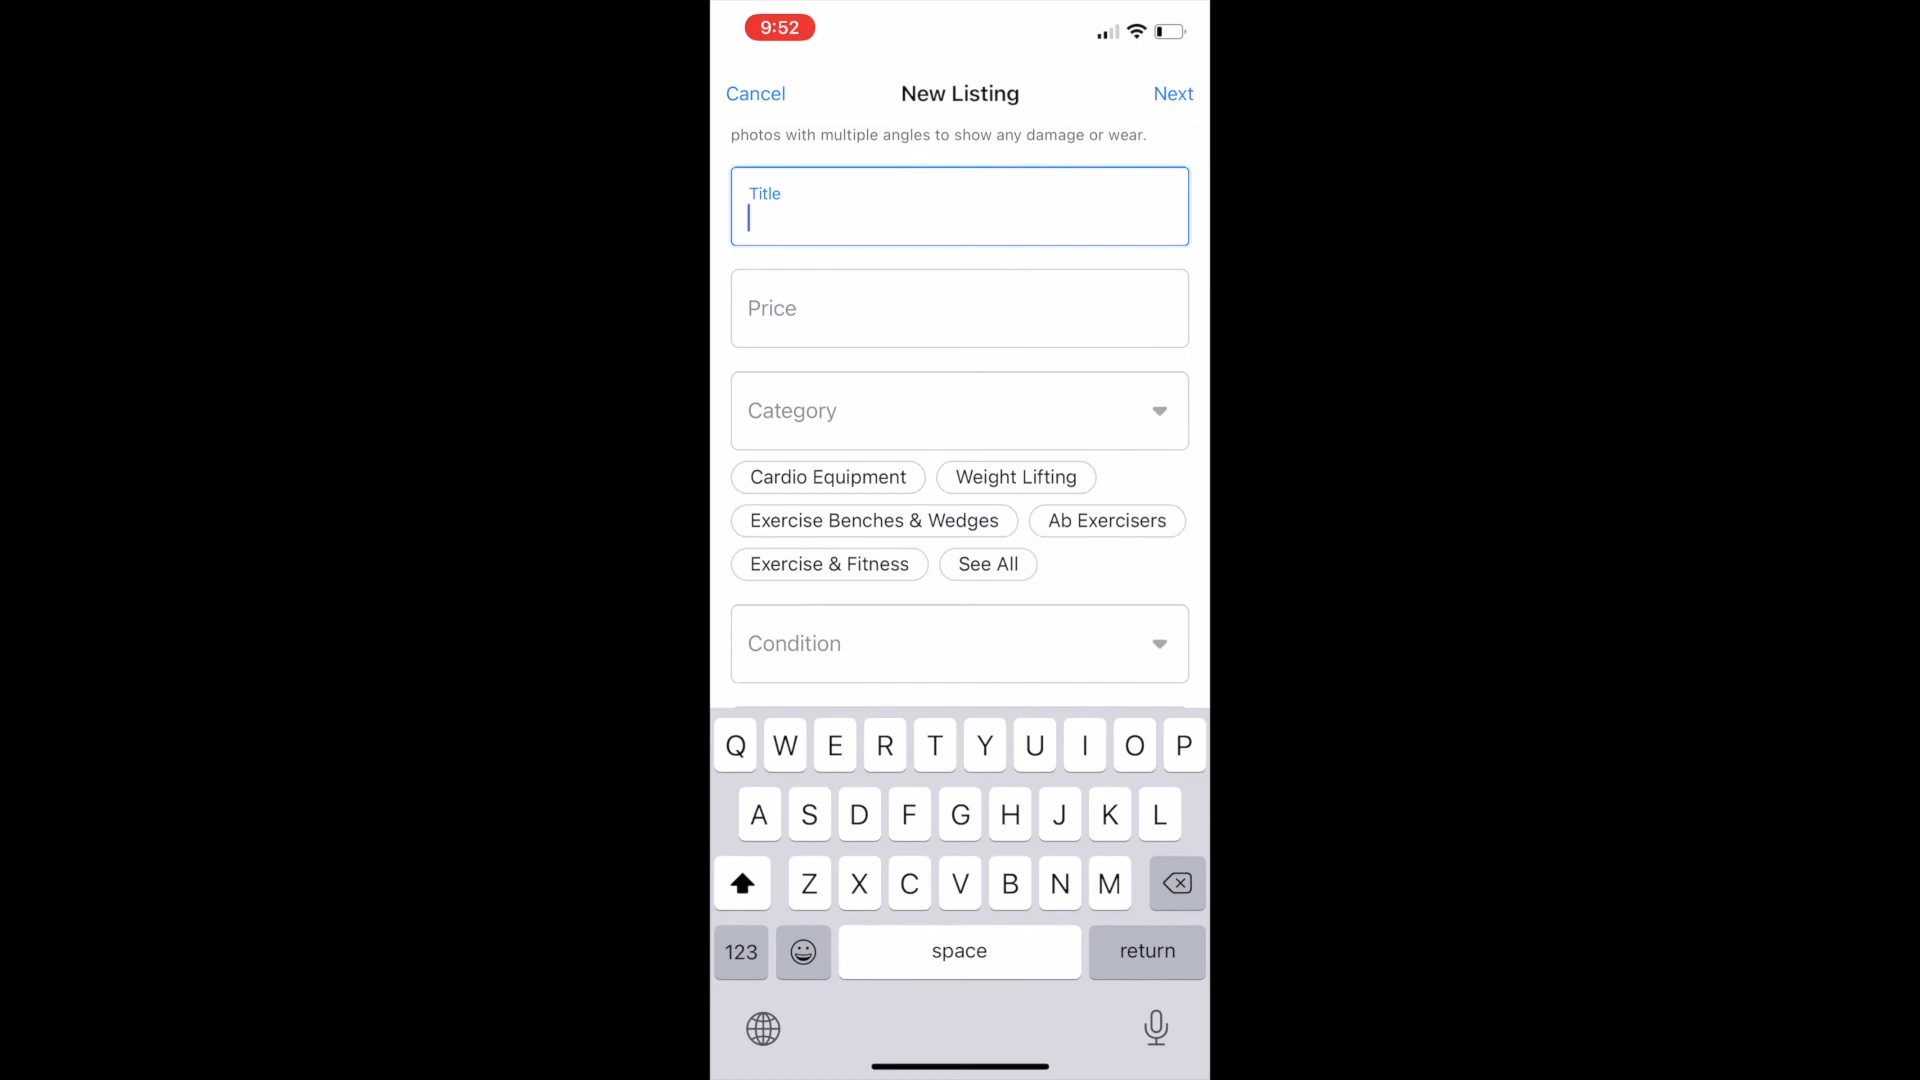 9:52
Cancel New Listing Next
photos with multiple angles to show any damage or wear.
Title
Price
Category
Cardio Equipment Weight Lifting
Exercise Benches & Wedges Ab Exercisers
Exercise & Fitness See All
Condition
Q W E R T Y U I O P
A S D F G H J K L
Z X C V B N M
123 space return